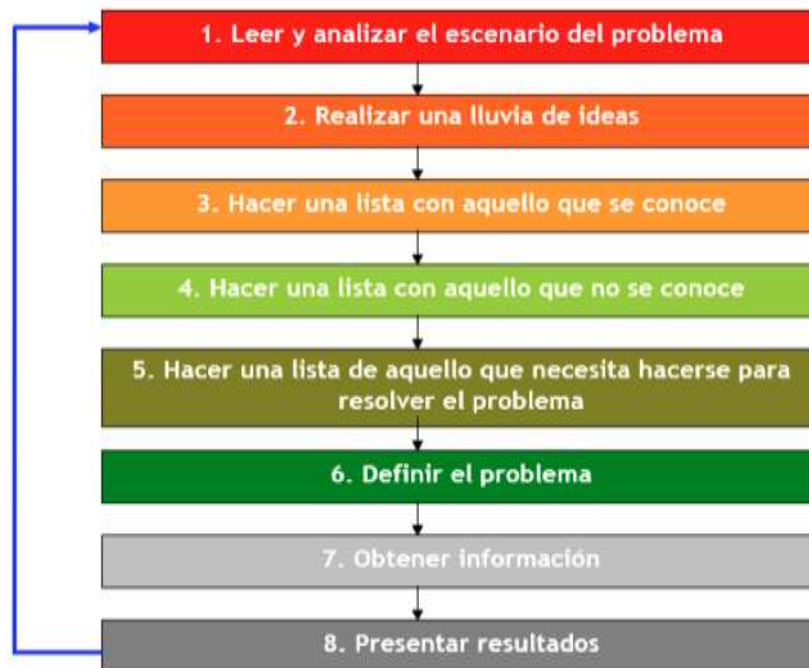 1. Leer y analizar el escenario del problema
2. Realizar una lluvia de ideas
3. Hacer una lista con aquello que se conoce
4. Hacer una lista con aquello que no se conoce
5. Hacer una lista de aquello que necesita hacerse para
resolver el problema
6. Definir el problema
7. Obtener información
8. Presentar resultados